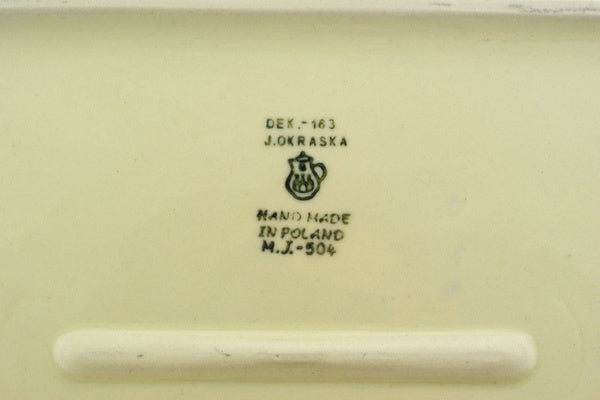 DEK.-163
J.OKRASKA
HAND MADE
IN POLAND
M.J.-504